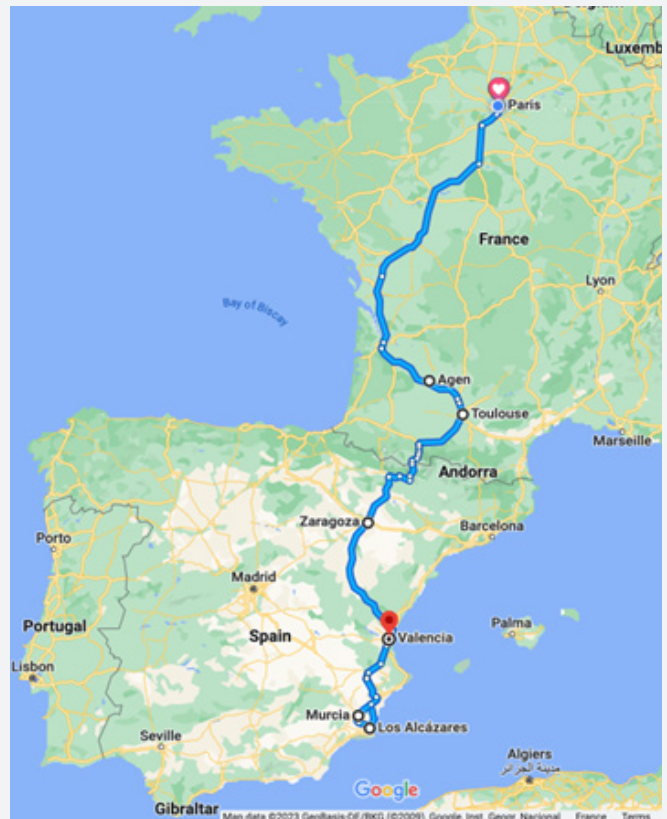 Belgium
Luxemb
Paris
France
Lyon
Bay of Biscay
Agen
Toulouse
Marseille
Andorra
Zaragoza
Barcelona
Porto
Madrid
Portugal
Spain
Valencia
Palma
Lisbon
Murcia
Los Alcázares
Seville
Algiers
مدينة الجزائر
Google
Gibraltar
Map data ©2023 GeoBasis-DE/BKG (©2009), Google, Inst. Geogr. Nacional France Terms